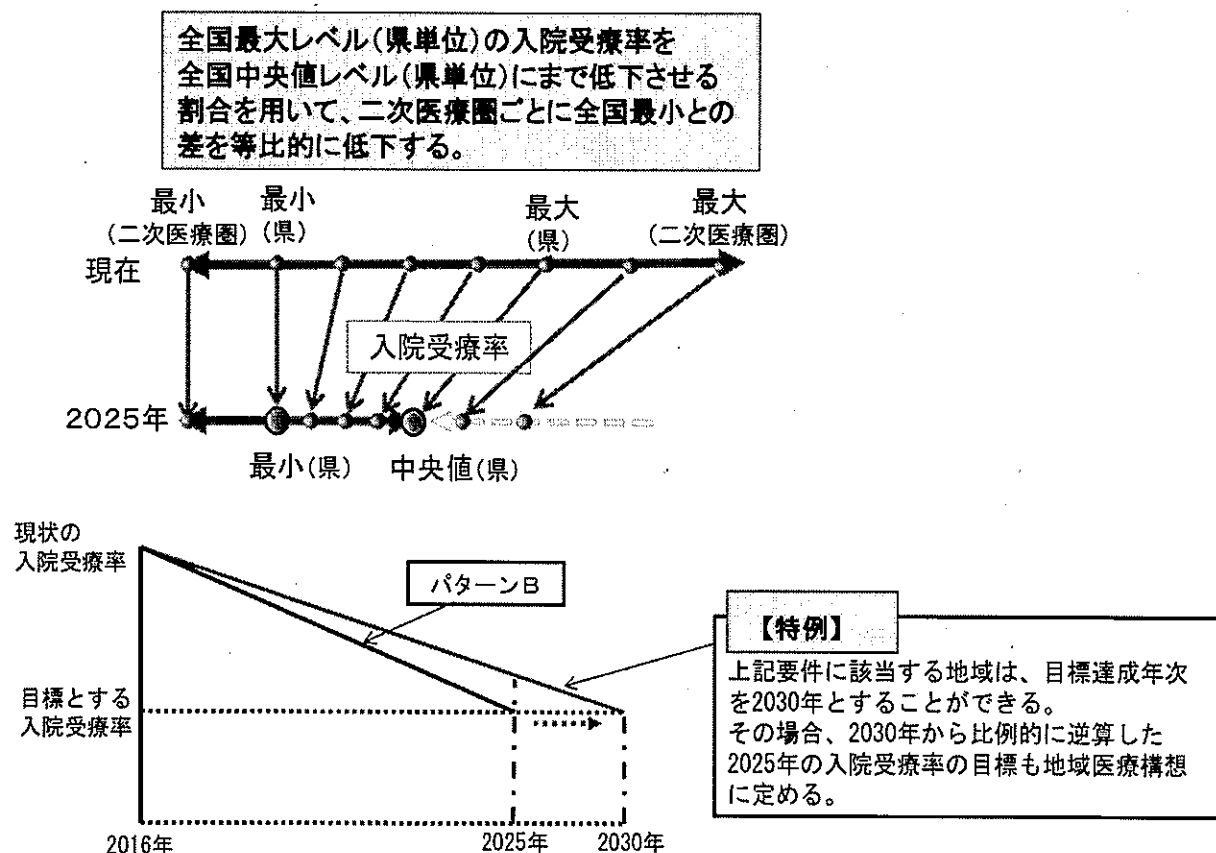 全国最大レベル(県単位)の入院受療率を
全国中央値レベル(県単位)にまで低下させる
割合を用いて、二次医療圏ごとに全国最小との
差を等比的に低下する。
最小
(二次医療圏)
最小
(県)
最大
(県)
最大
(二次医療圏)
現在
入院受療率
2025年
最小(県)
中央値(県)
現状の
入院受療率
パターンB
【特例】
上記要件に該当する地域は、目標達成年次
を2030年とすることができる。
その場合、2030年から比例的に逆算した
2025年の入院受療率の目標も地域医療構想
に定める。
目標とする
入院受療率
2016年
2025年
2030年